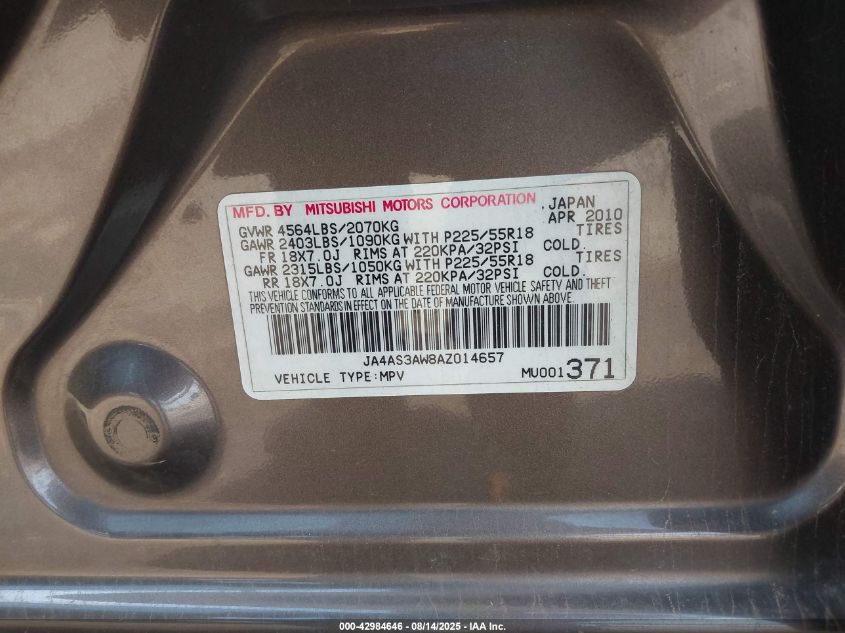 MFD. BY MITSUBISHI MOTORS CORPORATION , JAPAN
GVWR 4564LBS/2070KG APR 2010
GAWR 2403LBS/1090KG WITH P225/55R18 TIRES
FR 18X7.0J RIMS AT 220KPA/32PSI COLD.
GAWR 2315LBS/1050KG WITH P225/55R18 TIRES
RR 18X7.0J RIMS AT 220KPA/32PSI COLD.
THIS VEHICLE CONFORMS TO ALL APPLICABLE FEDERAL MOTOR VEHICLE SAFETY AND THEFT
PREVENTION STANDARDS IN EFFECT ON THE DATE OF MANUFACTURE SHOWN ABOVE.
JA4AS3AW8AZ014657
VEHICLE TYPE:MPV MU001371
000-42984646 - 08/14/2025 - IAA Inc.